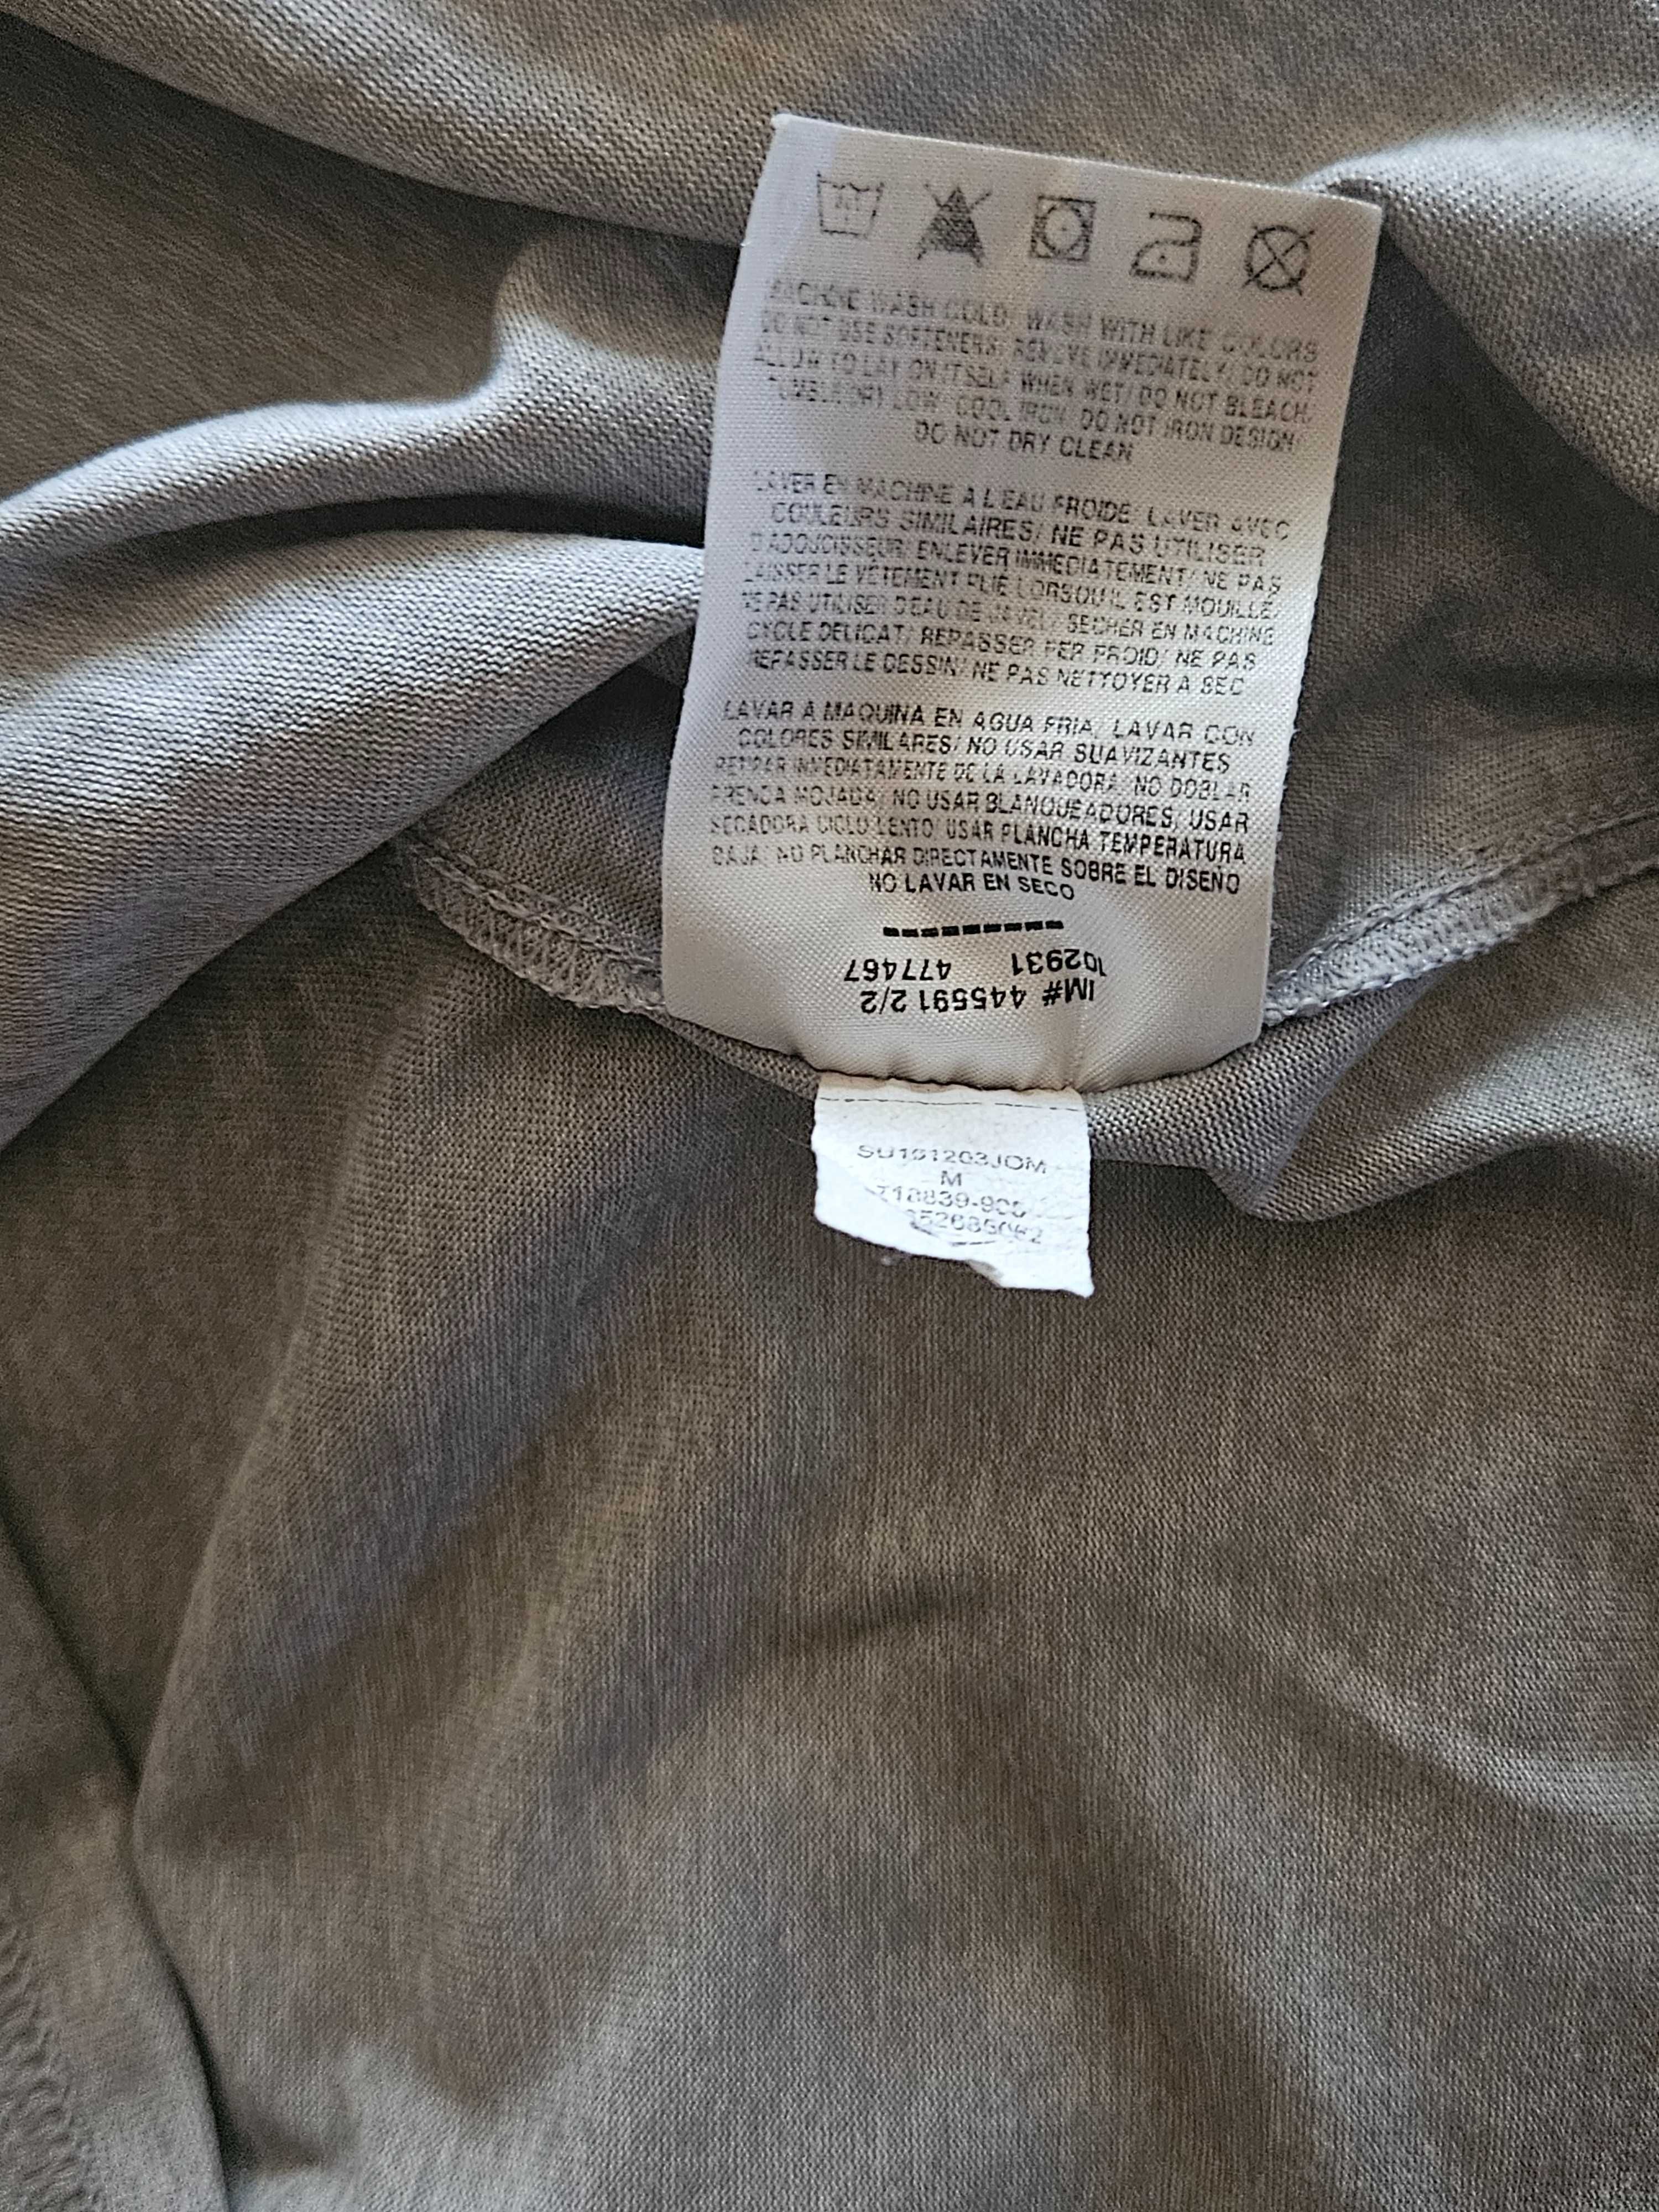 MACHINE WASH COLD/ WASH WITH LIKE COLORS
DO NOT USE SOFTENERS/ REMOVE IMMEDIATELY/ DO NOT
ALLOW TO LAY ON ITSELF WHEN WET/ DO NOT BLEACH/
TUMBLE DRY LOW/ COOL IRON/ DO NOT IRON DESIGN/
DO NOT DRY CLEAN
LAVER EN MACHINE A L'EAU FROIDE/ LAVER AVEC
COULEURS SIMILAIRES/ NE PAS UTILISER
D'ADOUCISSEUR/ ENLEVER IMMEDIATEMENT/ NE PAS
LAISSER LE VÊTEMENT PLIE LORSQU'IL EST MOUILLE/
NE PAS UTILISER D'EAU DE JAVEL/ SECHER EN MACHINE
CYCLE DELICAT/ REPASSER FER FROID/ NE PAS
REPASSER LE DESSIN/ NE PAS NETTOYER A SEC
LAVAR A MAQUINA EN AGUA FRIA/ LAVAR CON
COLORES SIMILARES/ NO USAR SUAVIZANTES
RETIRAR INMEDIATAMENTE DE LA LAVADORA/ NO DOBLAR
PRENDA MOJADA/ NO USAR BLANQUEADORES/ USAR
SECADORA CICLO LENTO/ USAR PLANCHA TEMPERATURA
BAJA/ NO PLANCHAR DIRECTAMENTE SOBRE EL DISEÑO
NO LAVAR EN SECO
IM# 445591 2/2
102931 477467
M